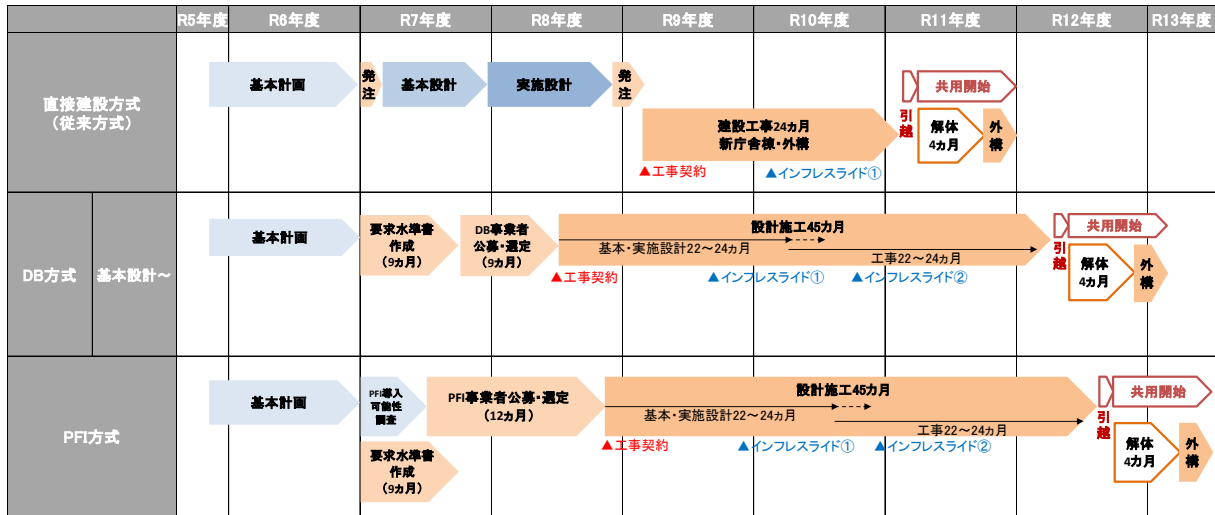 R5年度
R6年度
R7年度
R8年度
R9年度
R10年度
R11年度
R12年度
R13年度
直接建設方式
(従来方式)
基本計画
発
注
基本設計
実施設計
発
注
建設工事24カ月
新庁舎棟・外構
▲工事契約
▲インフレスライド①
引
越
共用開始
解体
4カ月
外
構
DB方式
基本設計～
基本計画
要求水準書
作成
(9カ月)
DB事業者
公募・選定
(9カ月)
設計施工45カ月
基本・実施設計22～24カ月
工事22～24カ月
▲工事契約
▲インフレスライド①
▲インフレスライド②
引
越
共用開始
解体
4カ月
外
構
PFI方式
基本計画
PFI導入
可能性
調査
要求水準書
作成
(9カ月)
PFI事業者公募・選定
(12カ月)
設計施工45カ月
基本・実施設計22～24カ月
工事22～24カ月
▲工事契約
▲インフレスライド①
▲インフレスライド②
引
越
共用開始
解体
4カ月
外
構